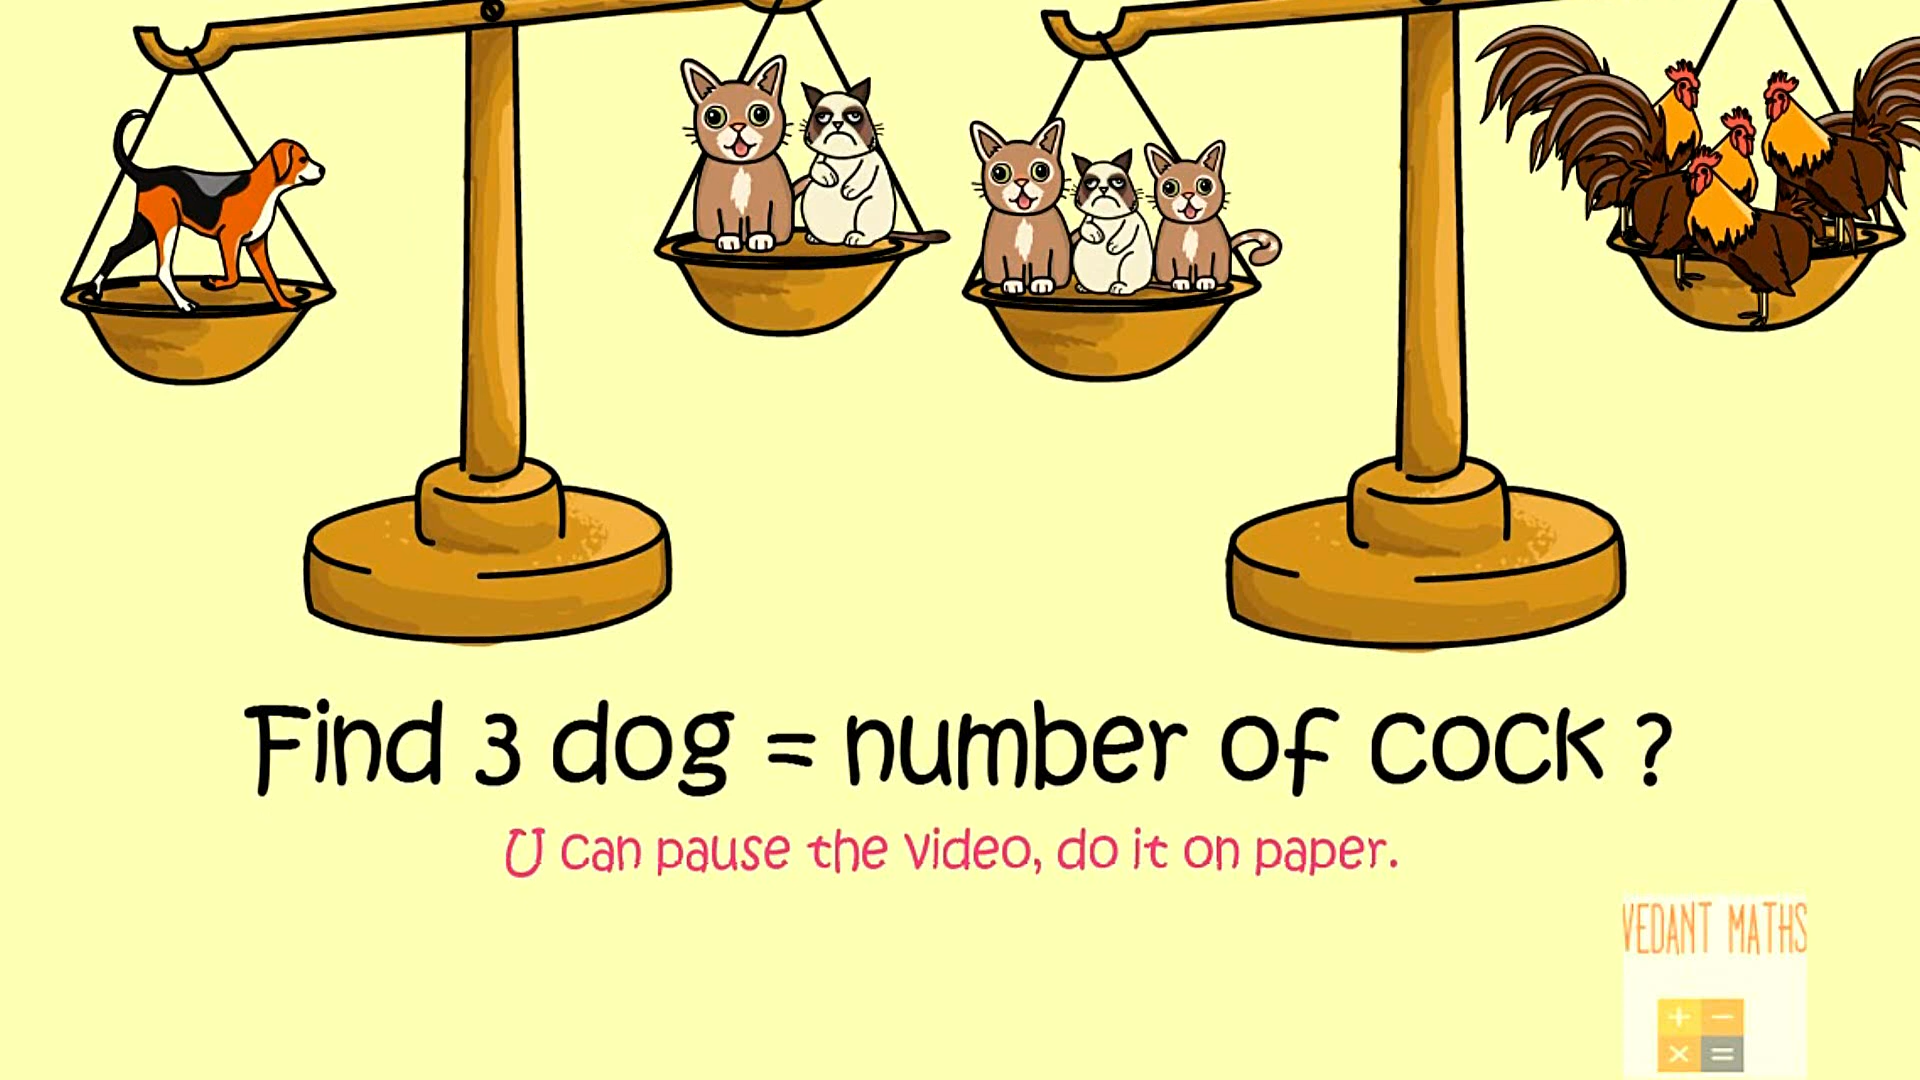 Find 3 dog = number of cock ?
U can pause the video, do it on paper.
VEDANT MATHS
+ −
× =